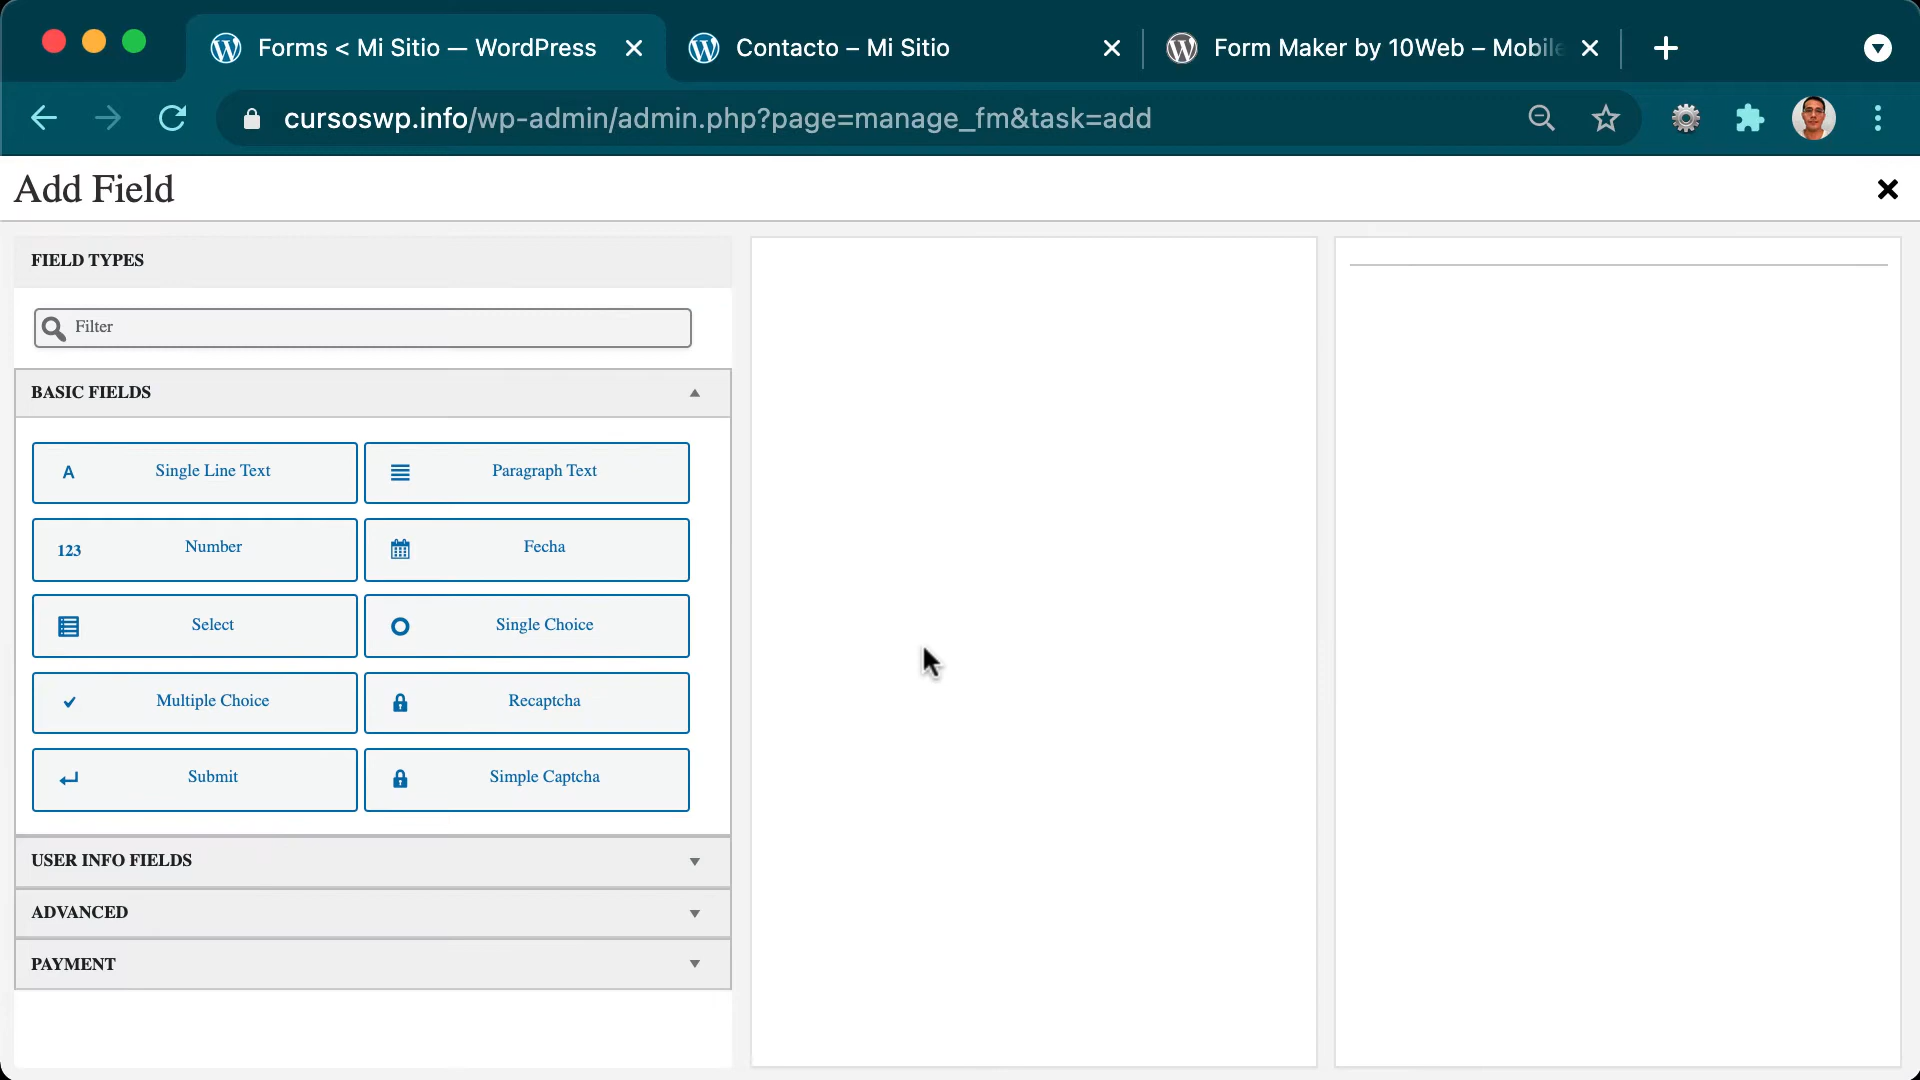 Forms < Mi Sitio — WordPress
Contacto – Mi Sitio
Form Maker by 10Web – Mobile
cursoswp.info/wp-admin/admin.php?page=manage_fm&task=add
Add Field
FIELD TYPES
Filter
BASIC FIELDS
A Single Line Text
Paragraph Text
123 Number
Fecha
Select
Single Choice
Multiple Choice
Recaptcha
Submit
Simple Captcha
USER INFO FIELDS
ADVANCED
PAYMENT